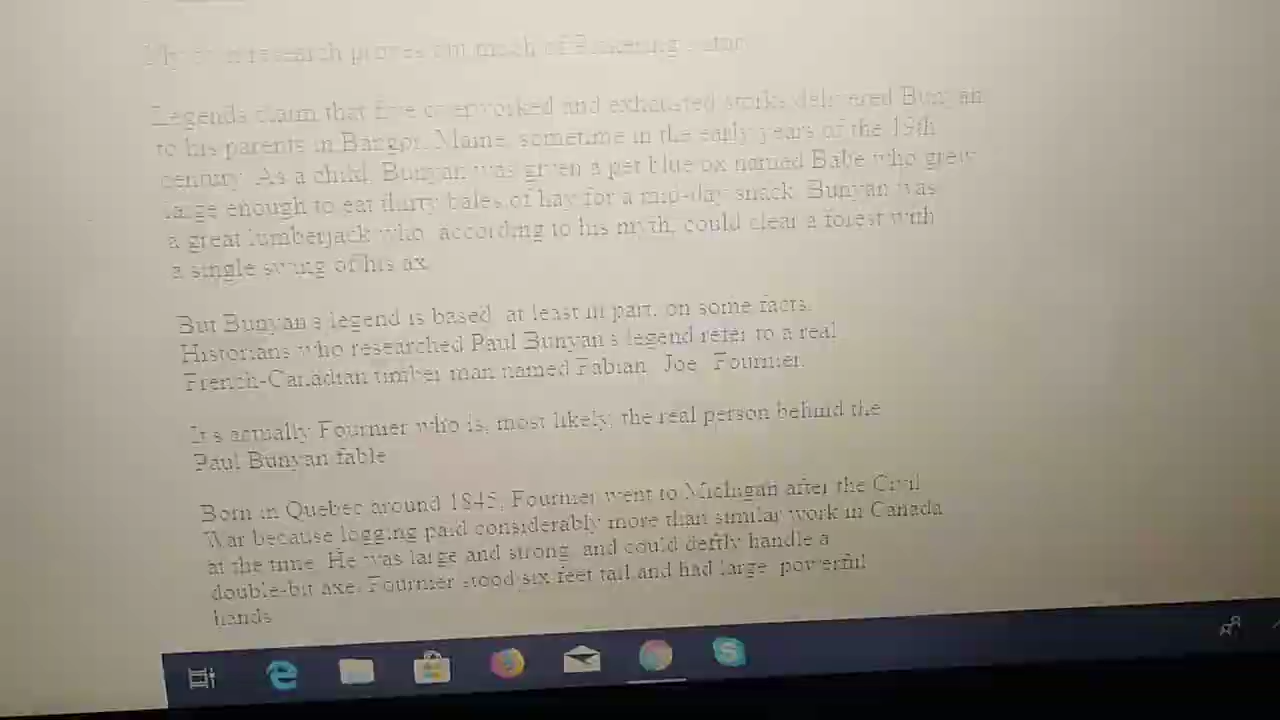 My own research proves out much of Pickering's
Legends claim that five overworked and exhausted storks delivered Bunyan
to his parents in Bangor, Maine, sometime in the early years of the 19th
century. As a child, Bunyan was given a pet blue ox named Babe who grew
large enough to eat thirty bales of hay for a mid-day snack. Bunyan was
a great lumberjack who, according to his myth, could clear a forest with
a single swing of his ax.
But Bunyan's legend is based, at least in part, on some facts.
Historians who researched Paul Bunyan's legend refer to a real
French-Canadian timber man named Fabian "Joe" Fournier.
It's actually Fournier who is, most likely, the real person behind the
Paul Bunyan fable.
Born in Quebec around 1845, Fournier went to Michigan after the Civil
War because logging paid considerably more than similar work in Canada
at the time. He was large and strong, and could deftly handle a
double-bit axe. Fournier stood six feet tall and had large, powerful
hands.